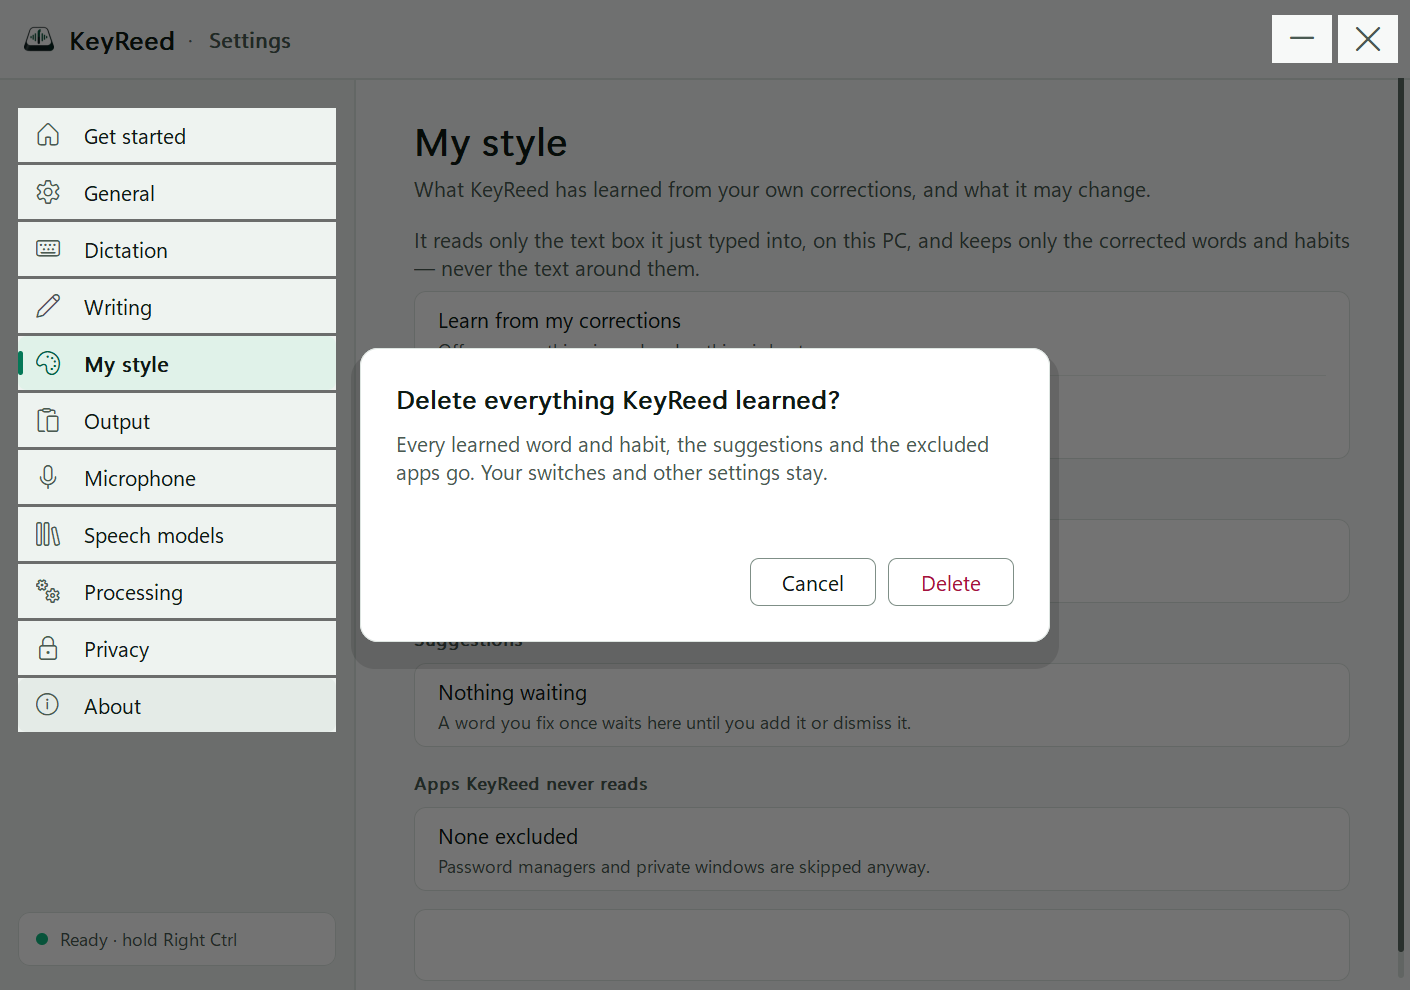 KeyReed · Settings
Get started
General
Dictation
Writing
My style
Output
Microphone
Speech models
Processing
Privacy
About
Ready · hold Right Ctrl
My style
What KeyReed has learned from your own corrections, and what it may change.
It reads only the text box it just typed into, on this PC, and keeps only the corrected words and habits
— never the text around them.
Learn from my corrections
Delete everything KeyReed learned?
Every learned word and habit, the suggestions and the excluded
apps go. Your switches and other settings stay.
Cancel
Delete
Suggestions
Nothing waiting
A word you fix once waits here until you add it or dismiss it.
Apps KeyReed never reads
None excluded
Password managers and private windows are skipped anyway.